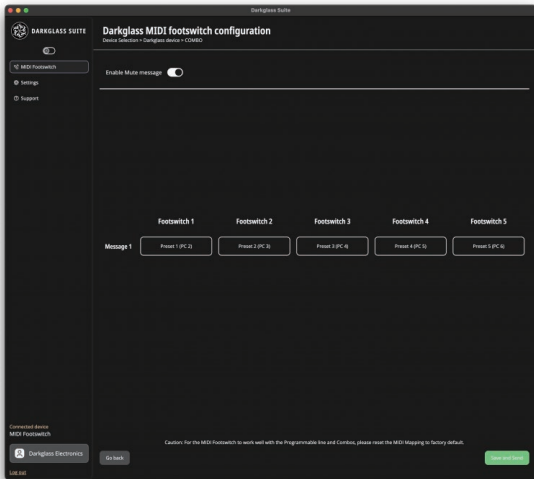 Darkglass Suite
DARKGLASS SUITE
MIDI Footswitch
Settings
Support
Darkglass MIDI footswitch configuration
Device Selection > Darkglass device > COMBO
Enable Mute message
Footswitch 1 Footswitch 2 Footswitch 3 Footswitch 4 Footswitch 5
Message 1 Preset 1 (PC 2) Preset 2 (PC 3) Preset 3 (PC 4) Preset 4 (PC 5) Preset 5 (PC 6)
Caution: For the MIDI Footswitch to work well with the Programmable line and Combos, please reset the MIDI Mapping to factory default.
Go back
Save and Send
Connected device
MIDI Footswitch
Darkglass Electronics
Log out